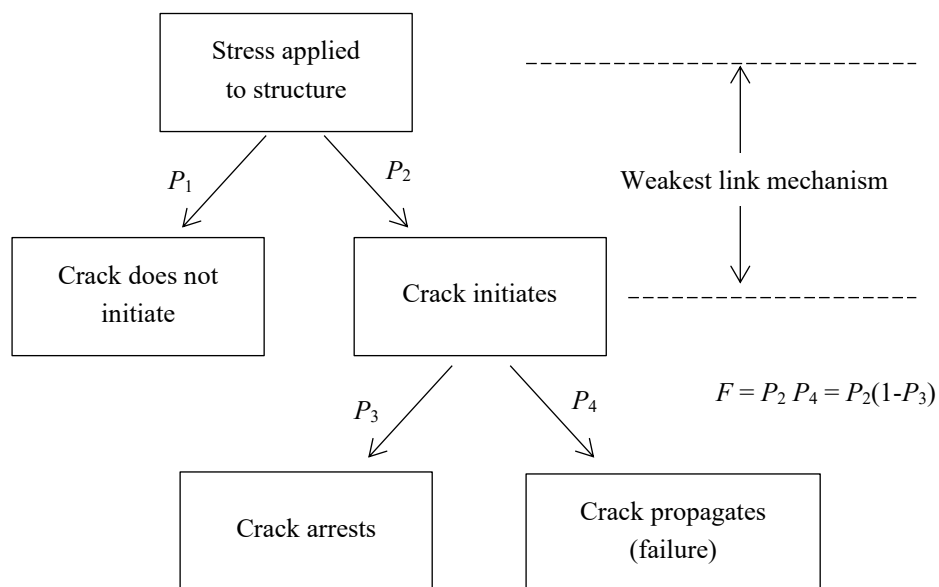 Stress applied
to structure
P₁
P₂
Weakest link mechanism
Crack does not
initiate
Crack initiates
P₃
P₄
F = P₂ P₄ = P₂(1-P₃)
Crack arrests
Crack propagates
(failure)